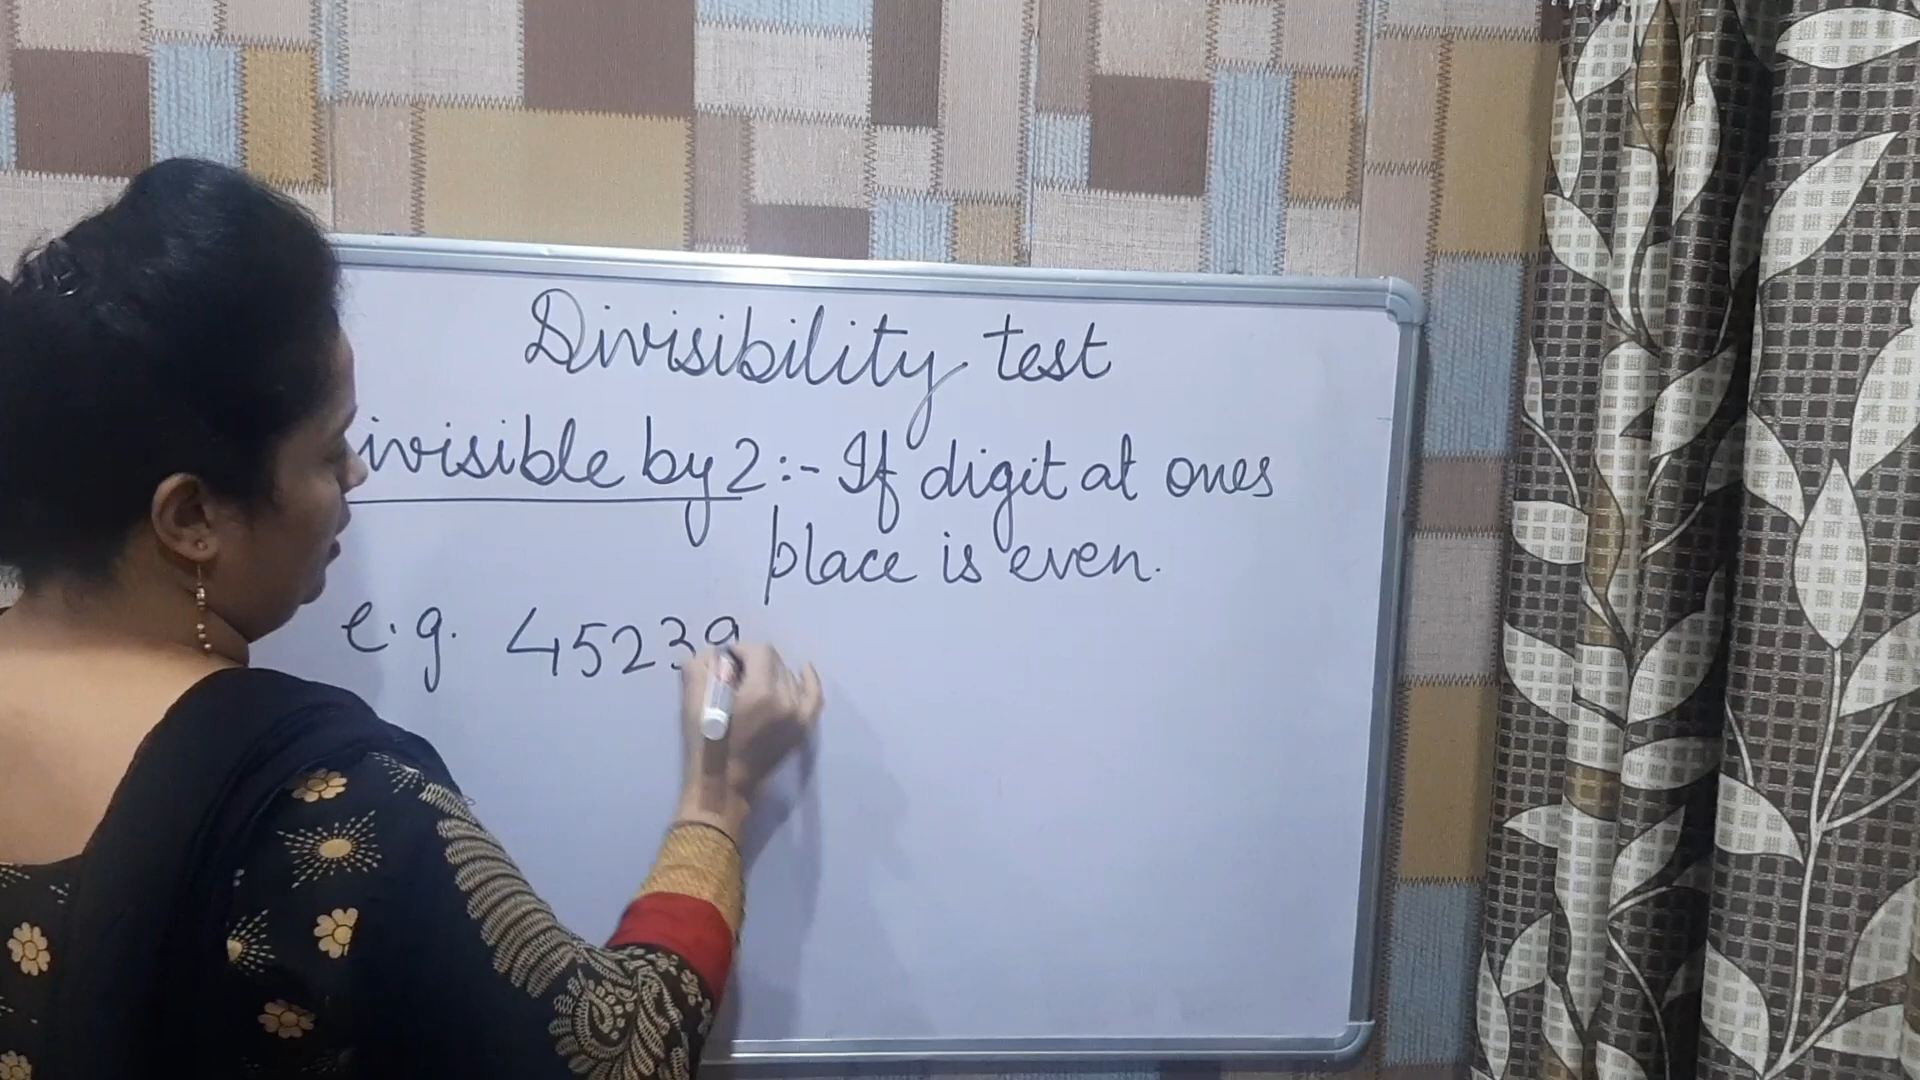 Divisibility test
ivisible by 2:- If digit at ones
place is even.
e.g. 4523